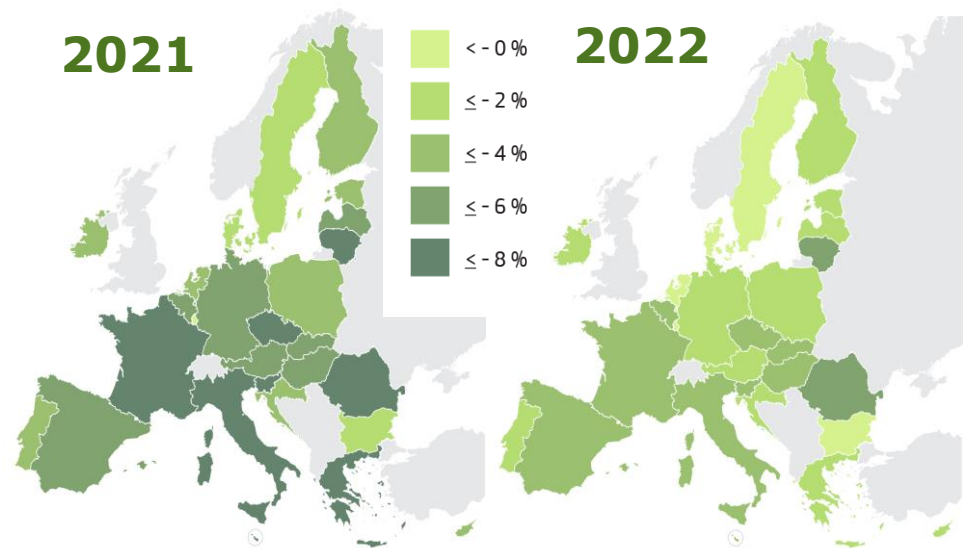 2021
2022
< - 0 %
≤ - 2 %
≤ - 4 %
≤ - 6 %
≤ - 8 %